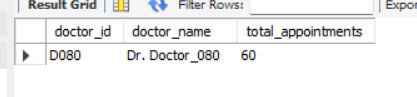 Result Grid Filter Rows: Expor
doctor_id doctor_name total_appointments
D080 Dr. Doctor_080 60